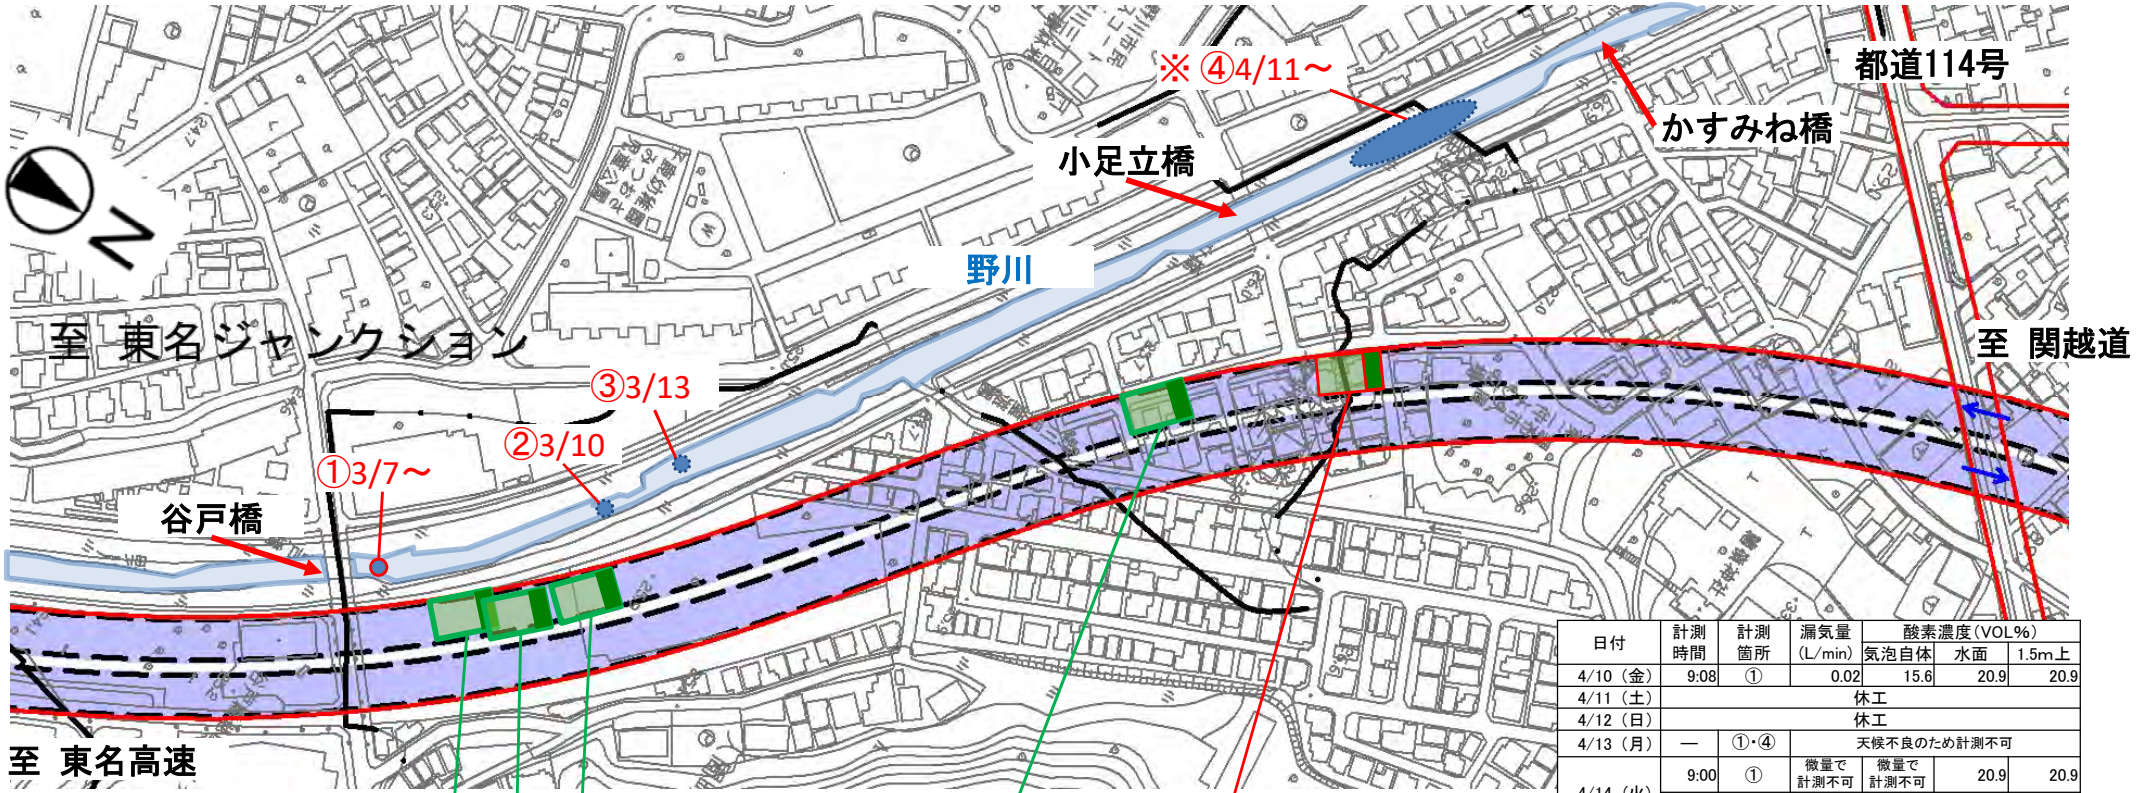 ※ ④4/11～
都道114号
かすみね橋
小足立橋
野川
N
至 東名ジャンクション
至 関越道
③3/13
②3/10
①3/7～
谷戸橋
至 東名高速
W
24.7
日付 計測時間 計測箇所 漏気量(L/min) 酸素濃度(VOL%)
気泡自体 水面 1.5m上
4/10（金） 9:08 ① 0.02 15.6 20.9 20.9
4/11（土） 休工
4/12（日） 休工
4/13（月） ― ①・④ 天候不良のため計測不可
4/14（火） 9:00 ① 微量で計測不可 微量で計測不可 20.9 20.9